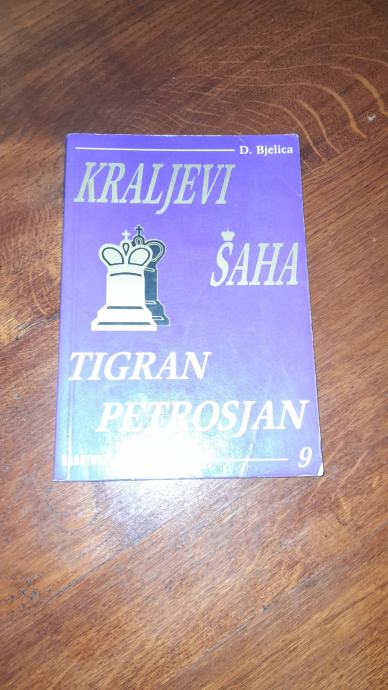 D. Bjelica
KRALJEVI
ŠAHA
TIGRAN
PETROSJAN
9